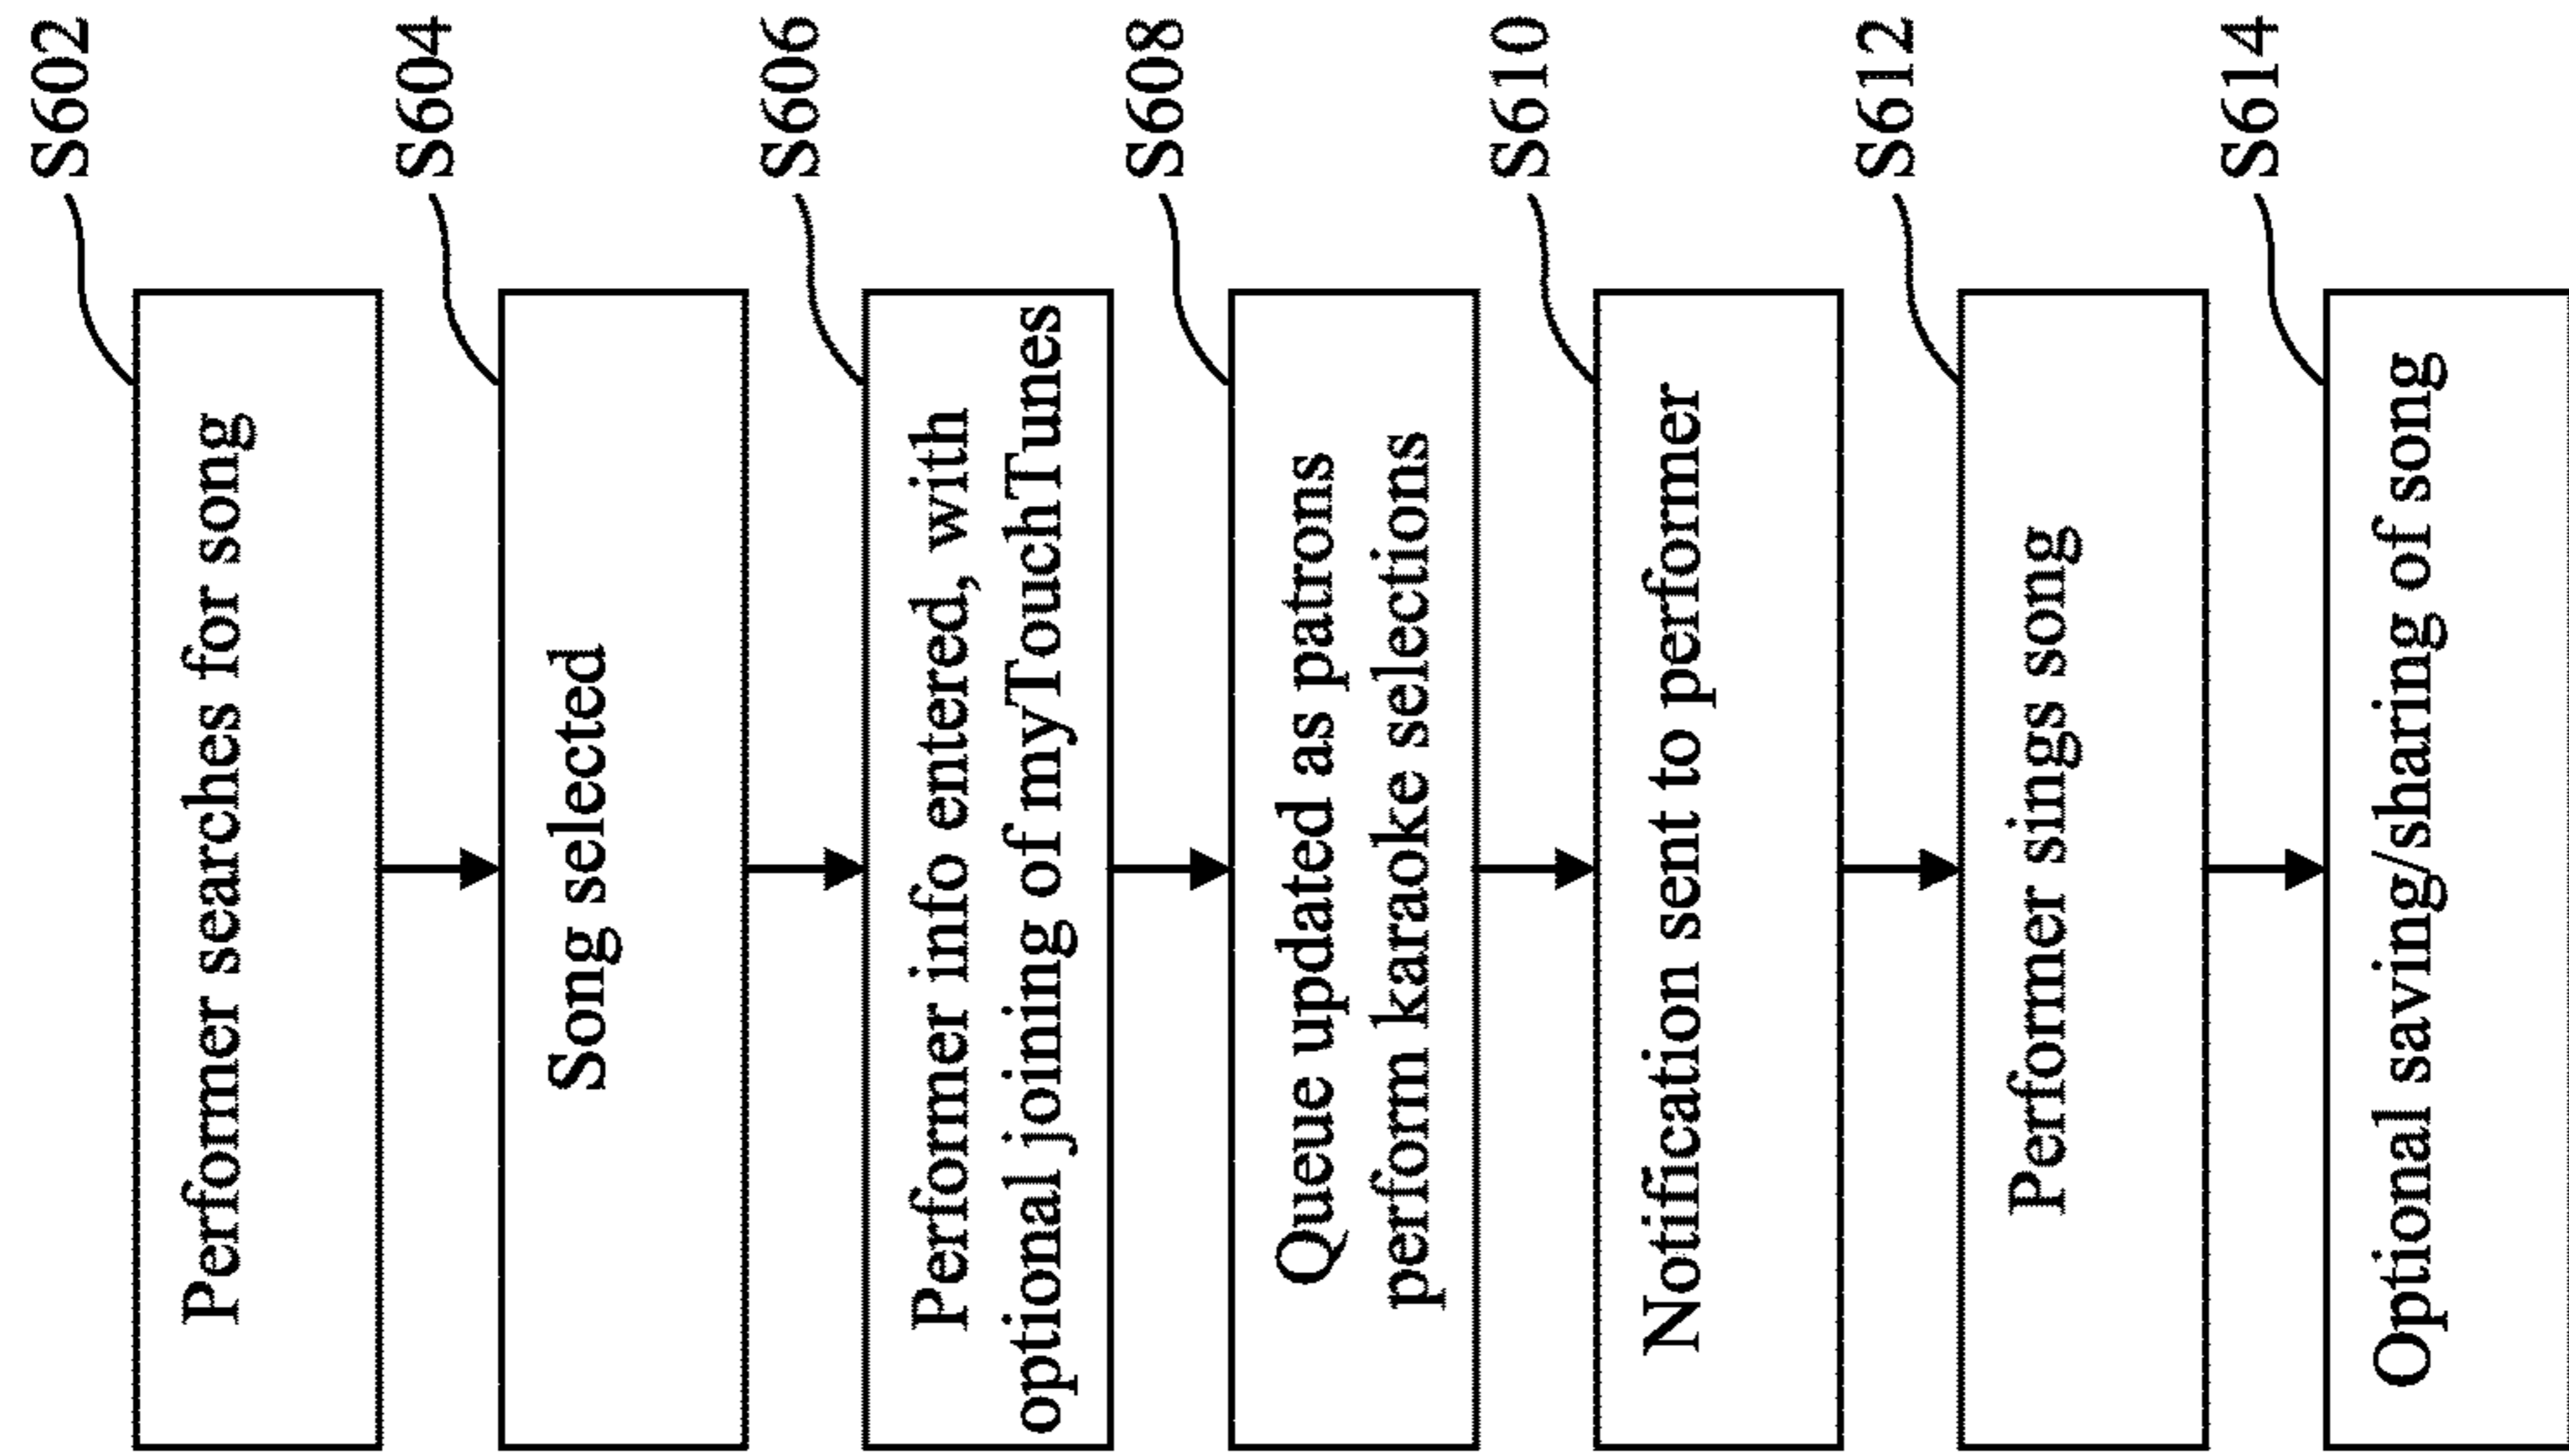 S602
Performer searches for song
S604
Song selected
S606
Performer info entered, with
optional joining of myTouchTunes
S608
Queue updated as patrons
perform karaoke selections
S610
Notification sent to performer
S612
Performer sings song
S614
Optional saving/sharing of song